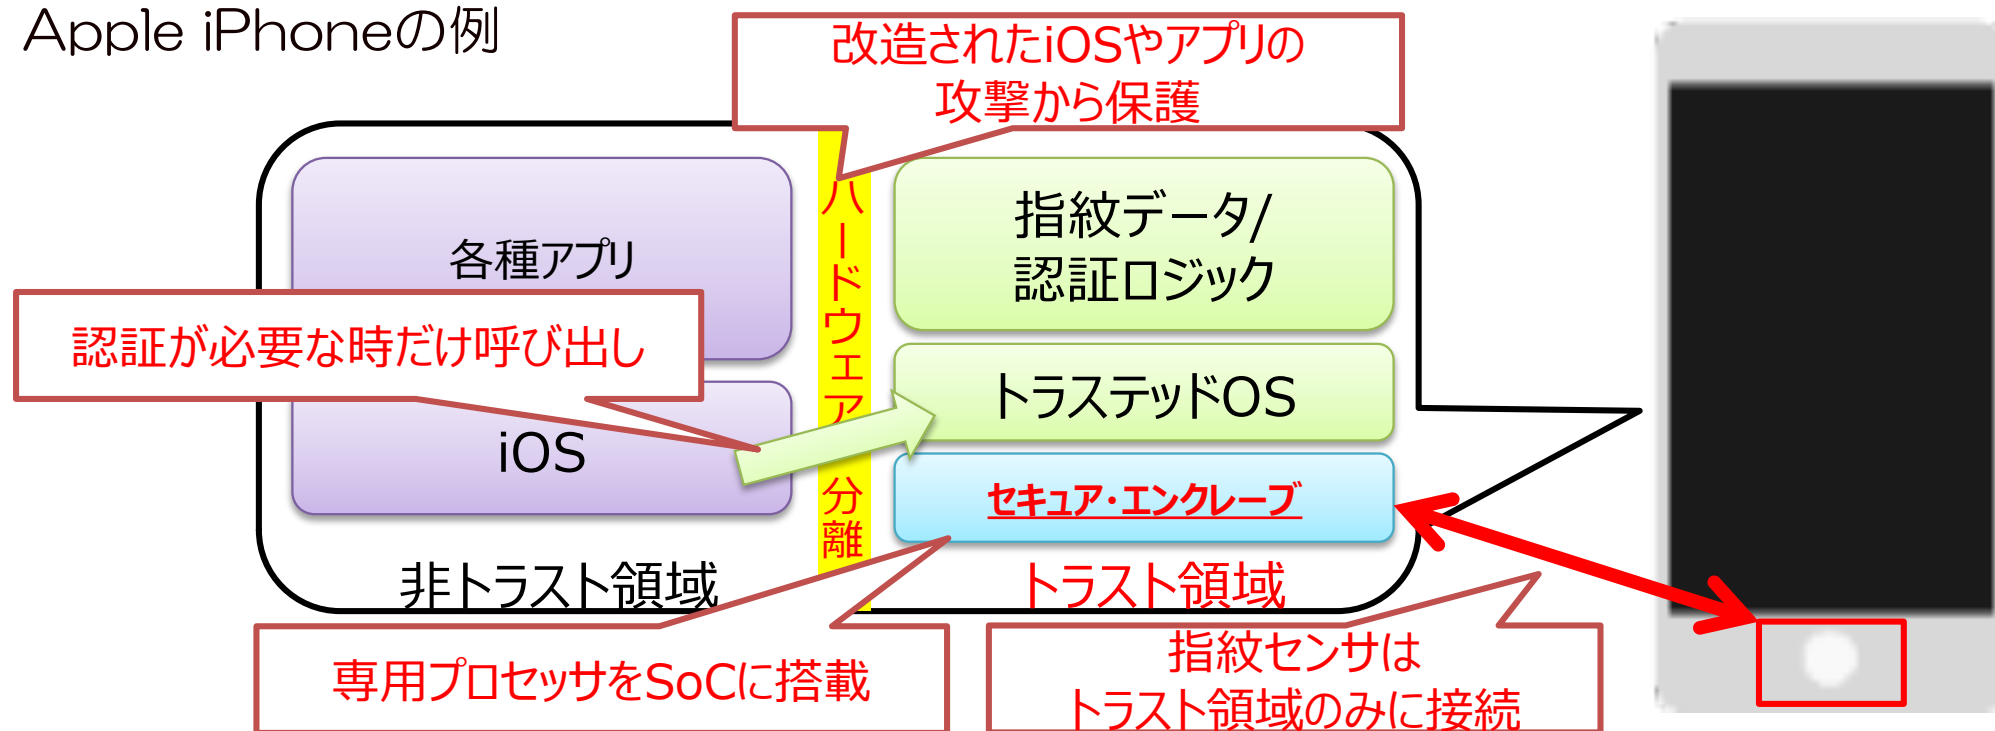 Apple iPhoneの例
改造されたiOSやアプリの
攻撃から保護
各種アプリ
ハードウェア
分離
指紋データ/
認証ロジック
認証が必要な時だけ呼び出し
トラステッドOS
iOS
セキュア・エンクレーブ
非トラスト領域
トラスト領域
専用プロセッサをSoCに搭載
指紋センサは
トラスト領域のみに接続